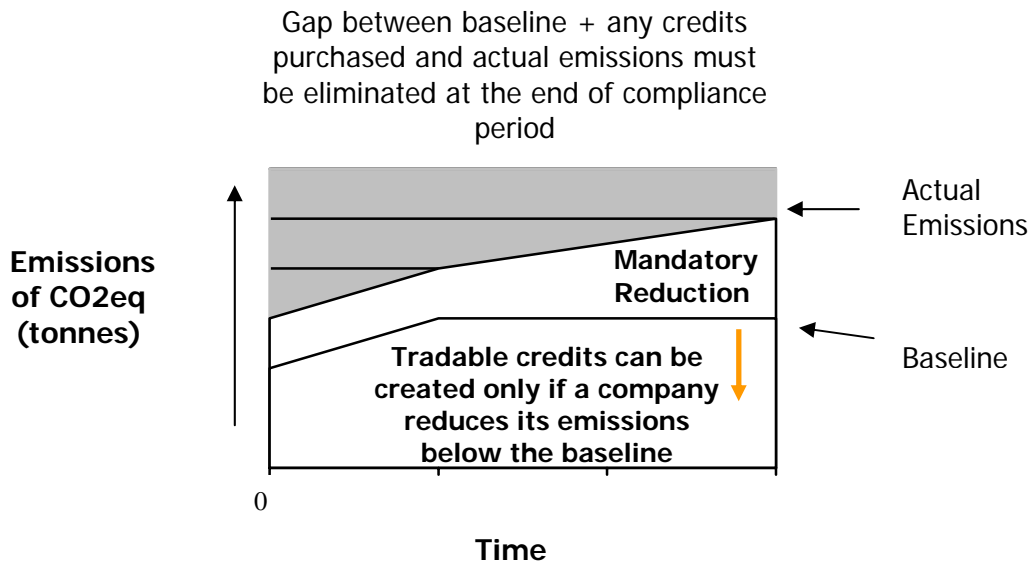 Gap between baseline + any credits
purchased and actual emissions must
be eliminated at the end of compliance
period
Actual
Emissions
Emissions
of CO2eq
(tonnes)
Mandatory
Reduction
Baseline
Tradable credits can be
created only if a company
reduces its emissions
below the baseline
0
Time